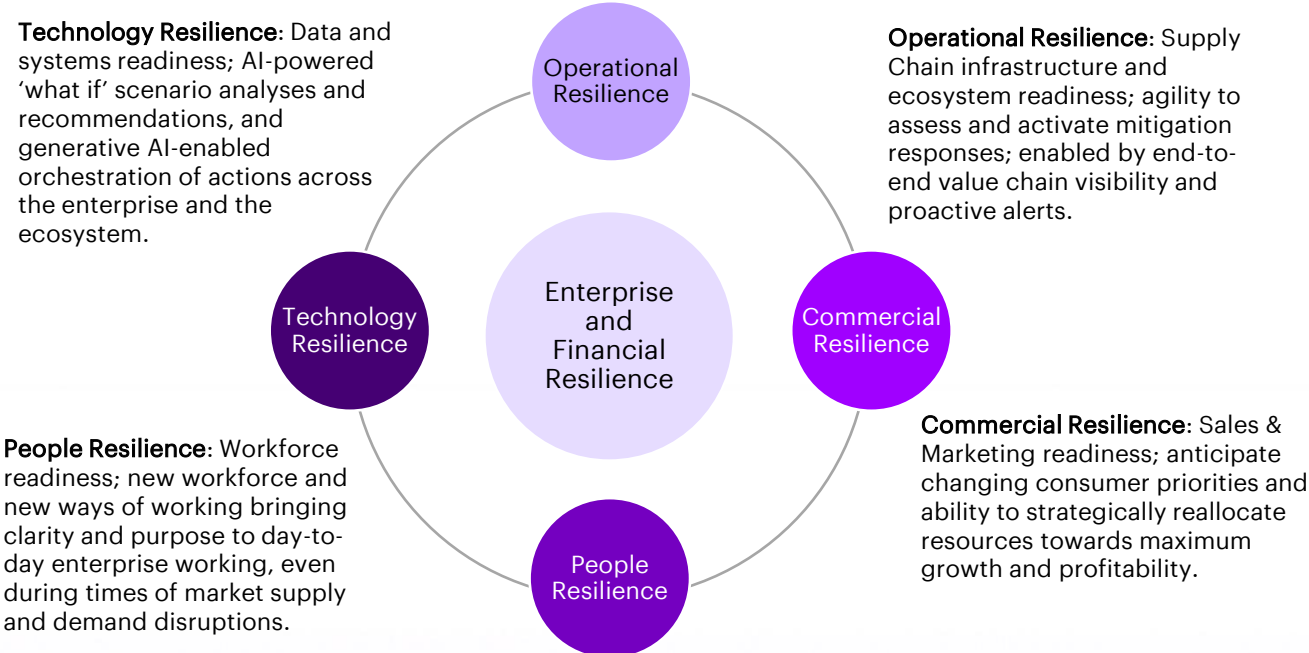 Technology Resilience: Data and
systems readiness; AI-powered
‘what if’ scenario analyses and
recommendations, and
generative AI-enabled
orchestration of actions across
the enterprise and the
ecosystem.
Operational
Resilience
Operational Resilience: Supply
Chain infrastructure and
ecosystem readiness; agility to
assess and activate mitigation
responses; enabled by end-to-
end value chain visibility and
proactive alerts.
Technology
Resilience
Enterprise
and
Financial
Resilience
Commercial
Resilience
People Resilience: Workforce
readiness; new workforce and
new ways of working bringing
clarity and purpose to day-to-
day enterprise working, even
during times of market supply
and demand disruptions.
People
Resilience
Commercial Resilience: Sales &
Marketing readiness; anticipate
changing consumer priorities and
ability to strategically reallocate
resources towards maximum
growth and profitability.